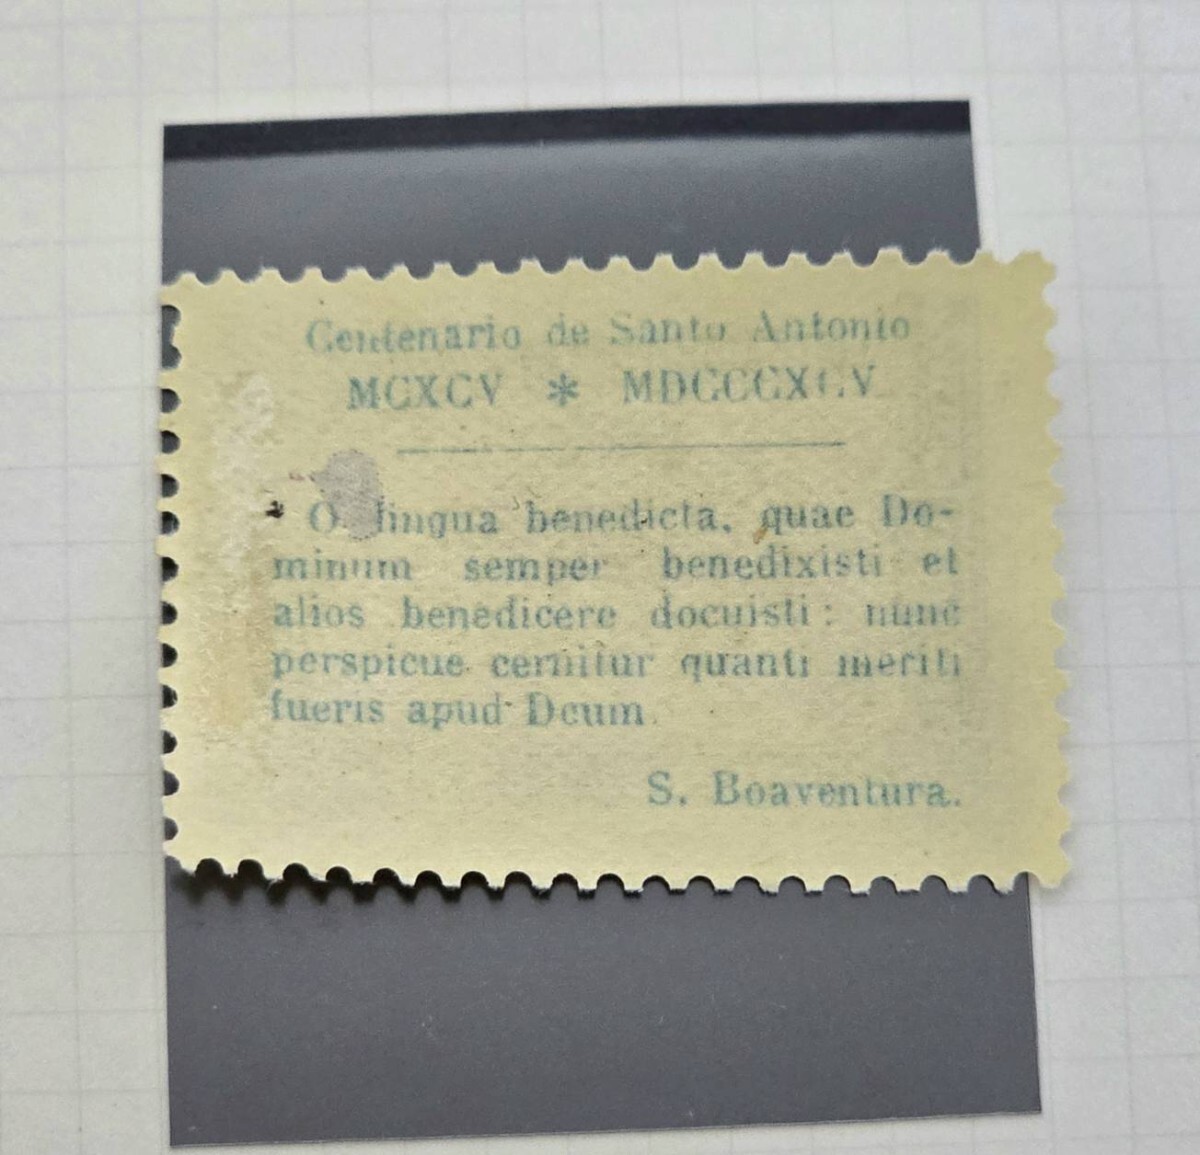 Centenario de Santo Antonio
MCXCV * MDCCCXCV
O lingua benedicta, quae Do-
minum semper benedixisti et
alios benedicere docuisti: nunc
perspicue cernitur quanti meriti
fueris apud Deum.
S. Boaventura.